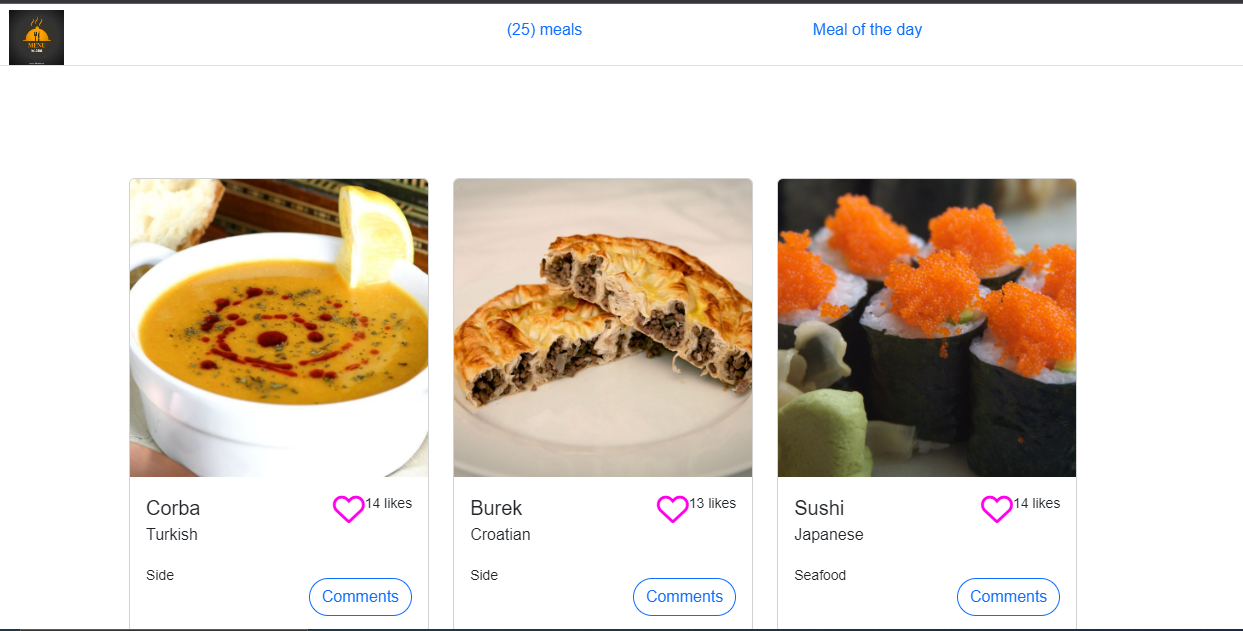 MENU
(25) meals
Meal of the day
Corba
14 likes
Turkish
Side
Comments
Burek
13 likes
Croatian
Side
Comments
Sushi
14 likes
Japanese
Seafood
Comments